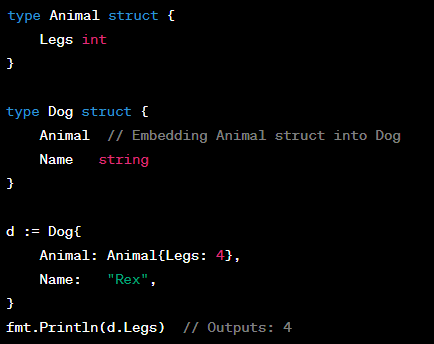 type Animal struct {
    Legs int
}

type Dog struct {
    Animal  // Embedding Animal struct into Dog
    Name   string
}

d := Dog{
    Animal: Animal{Legs: 4},
    Name:   "Rex",
}
fmt.Println(d.Legs)  // Outputs: 4